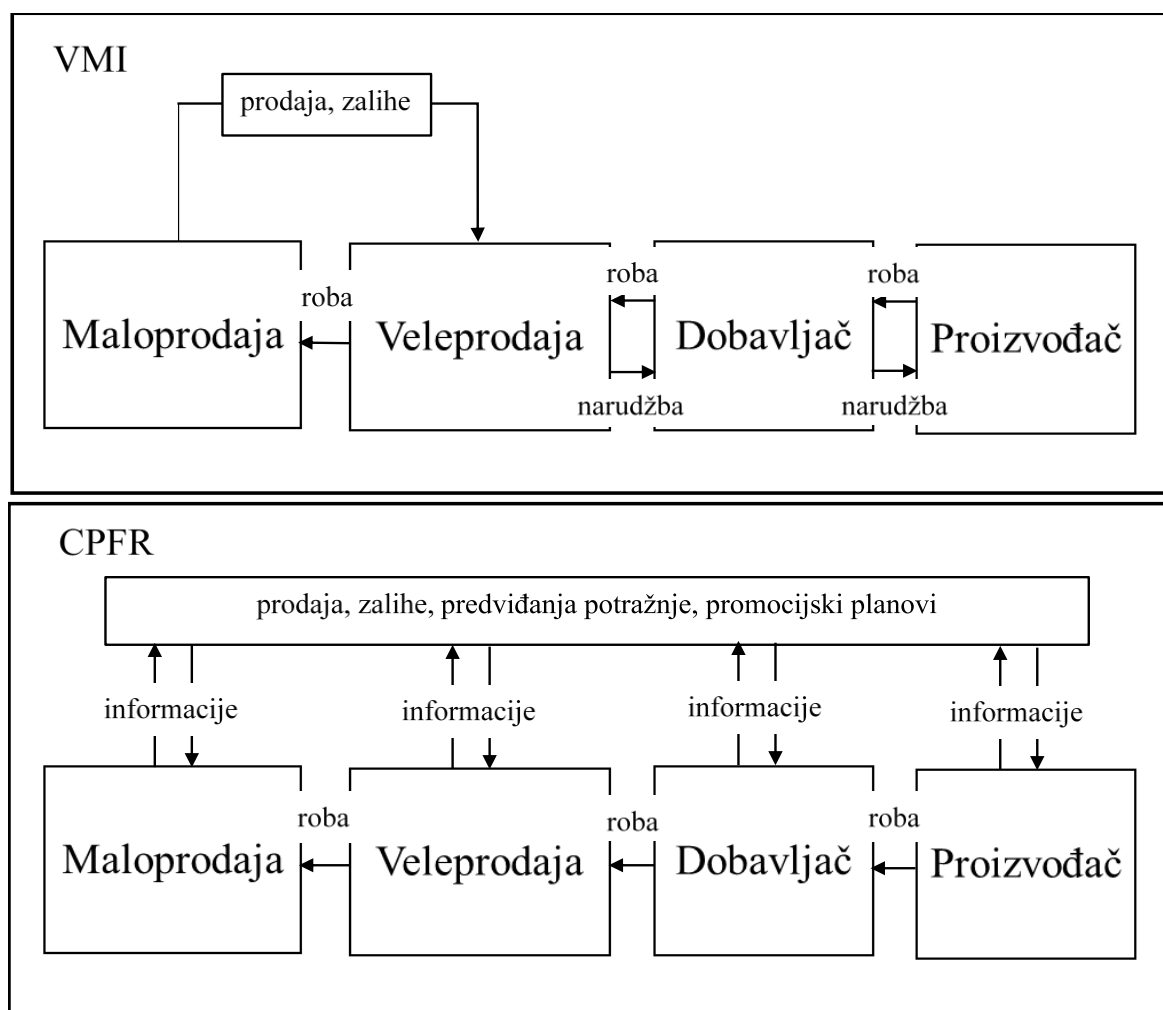 VMI
prodaja, zalihe
roba
roba
roba
Maloprodaja
Veleprodaja
Dobavljač
Proizvođač
narudžba
narudžba
CPFR
prodaja, zalihe, predviđanja potražnje, promocijski planovi
informacije
informacije
informacije
informacije
roba
roba
roba
Maloprodaja
Veleprodaja
Dobavljač
Proizvođač